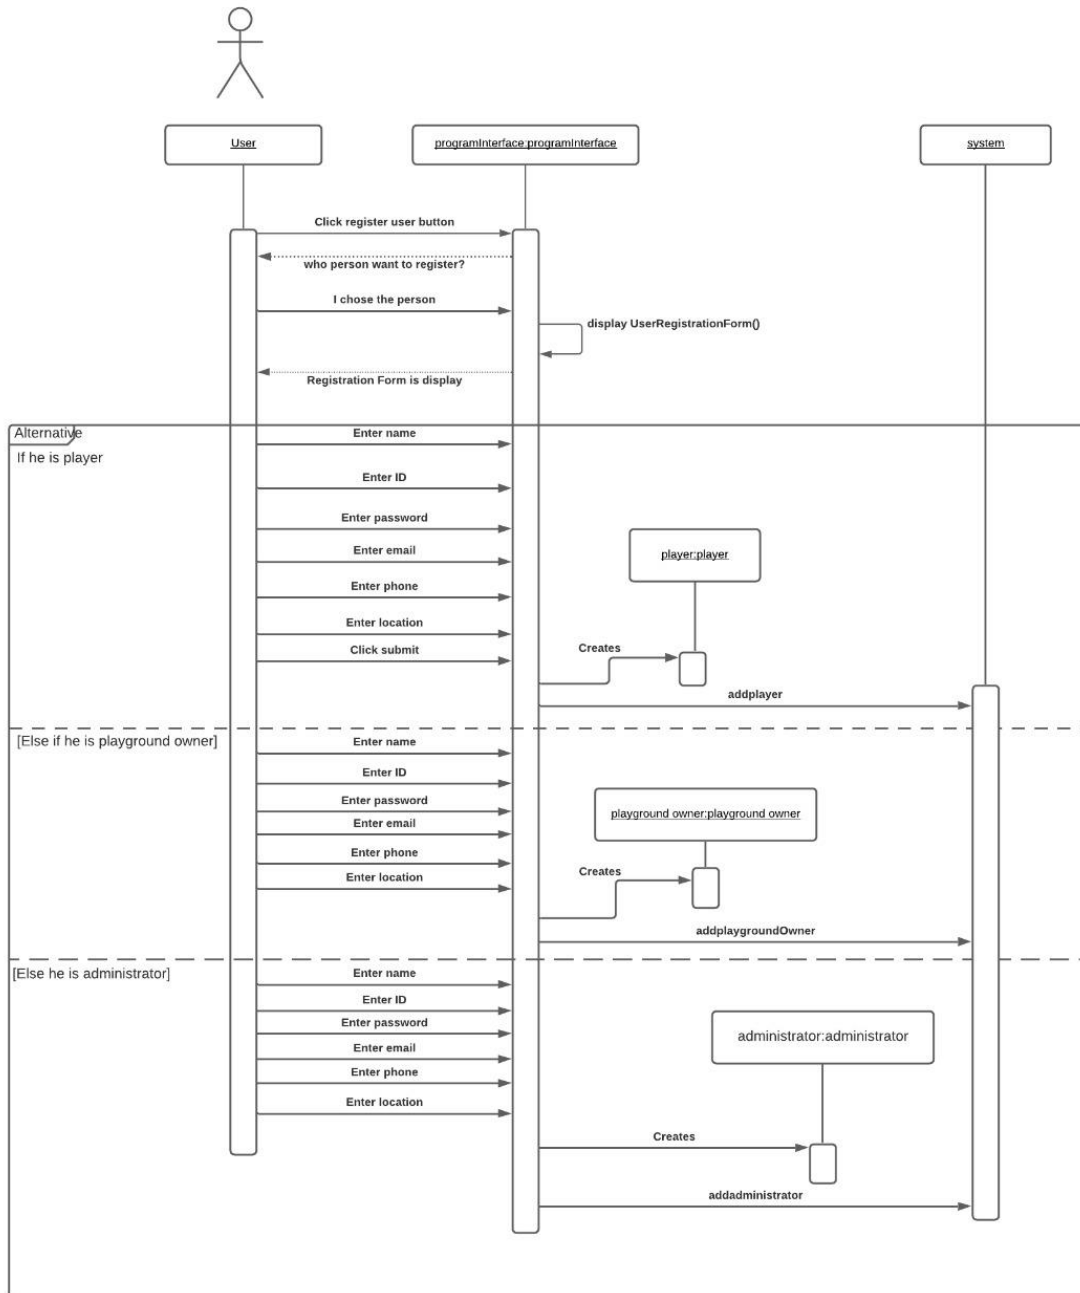 User
programInterface:programInterface
system
Click register user button
who person want to register?
I chose the person
display UserRegistrationForm()
Registration Form is display
Alternative
If he is player
Enter name
Enter ID
Enter password
Enter email
player:player
Enter phone
Enter location
Click submit
Creates
addplayer
[Else if he is playground owner]
Enter name
Enter ID
Enter password
Enter email
playground owner:playground owner
Enter phone
Enter location
Creates
addplaygroundOwner
[Else he is administrator]
Enter name
Enter ID
Enter password
Enter email
administrator:administrator
Enter phone
Enter location
Creates
addadministrator